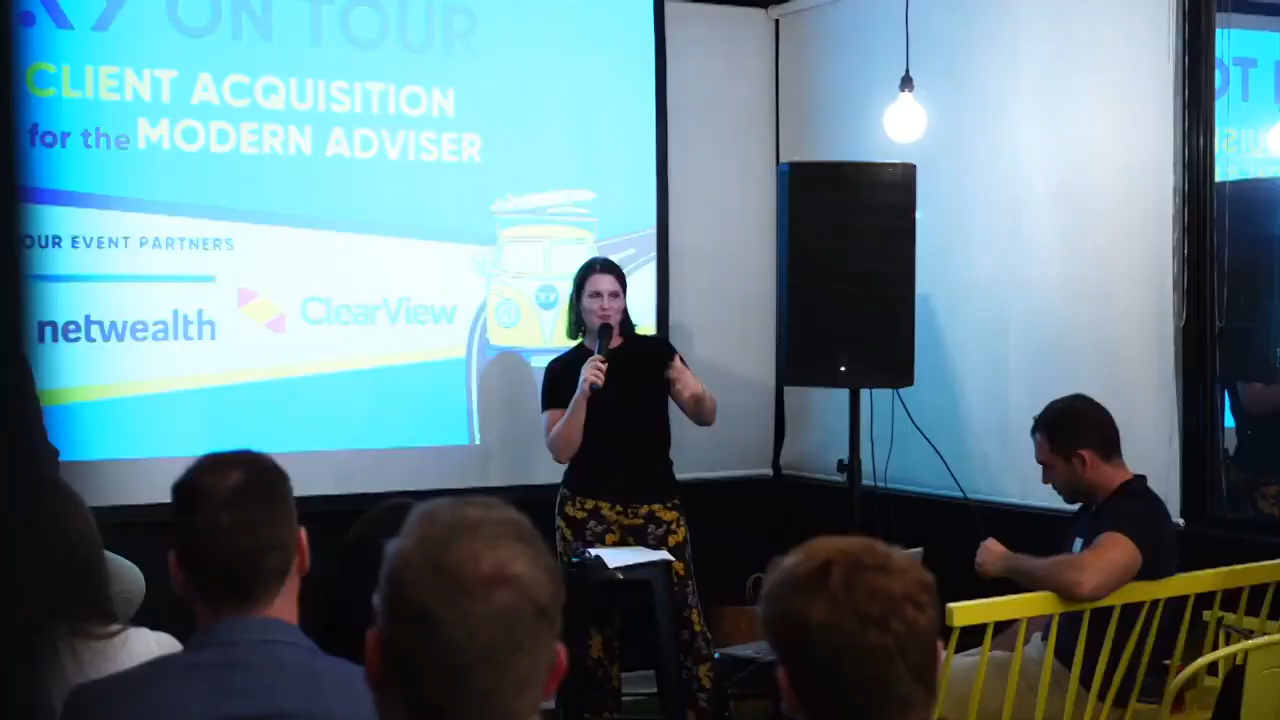 ON TOUR
CLIENT ACQUISITION
for the MODERN ADVISER
OUR EVENT PARTNERS
netwealth
ClearView